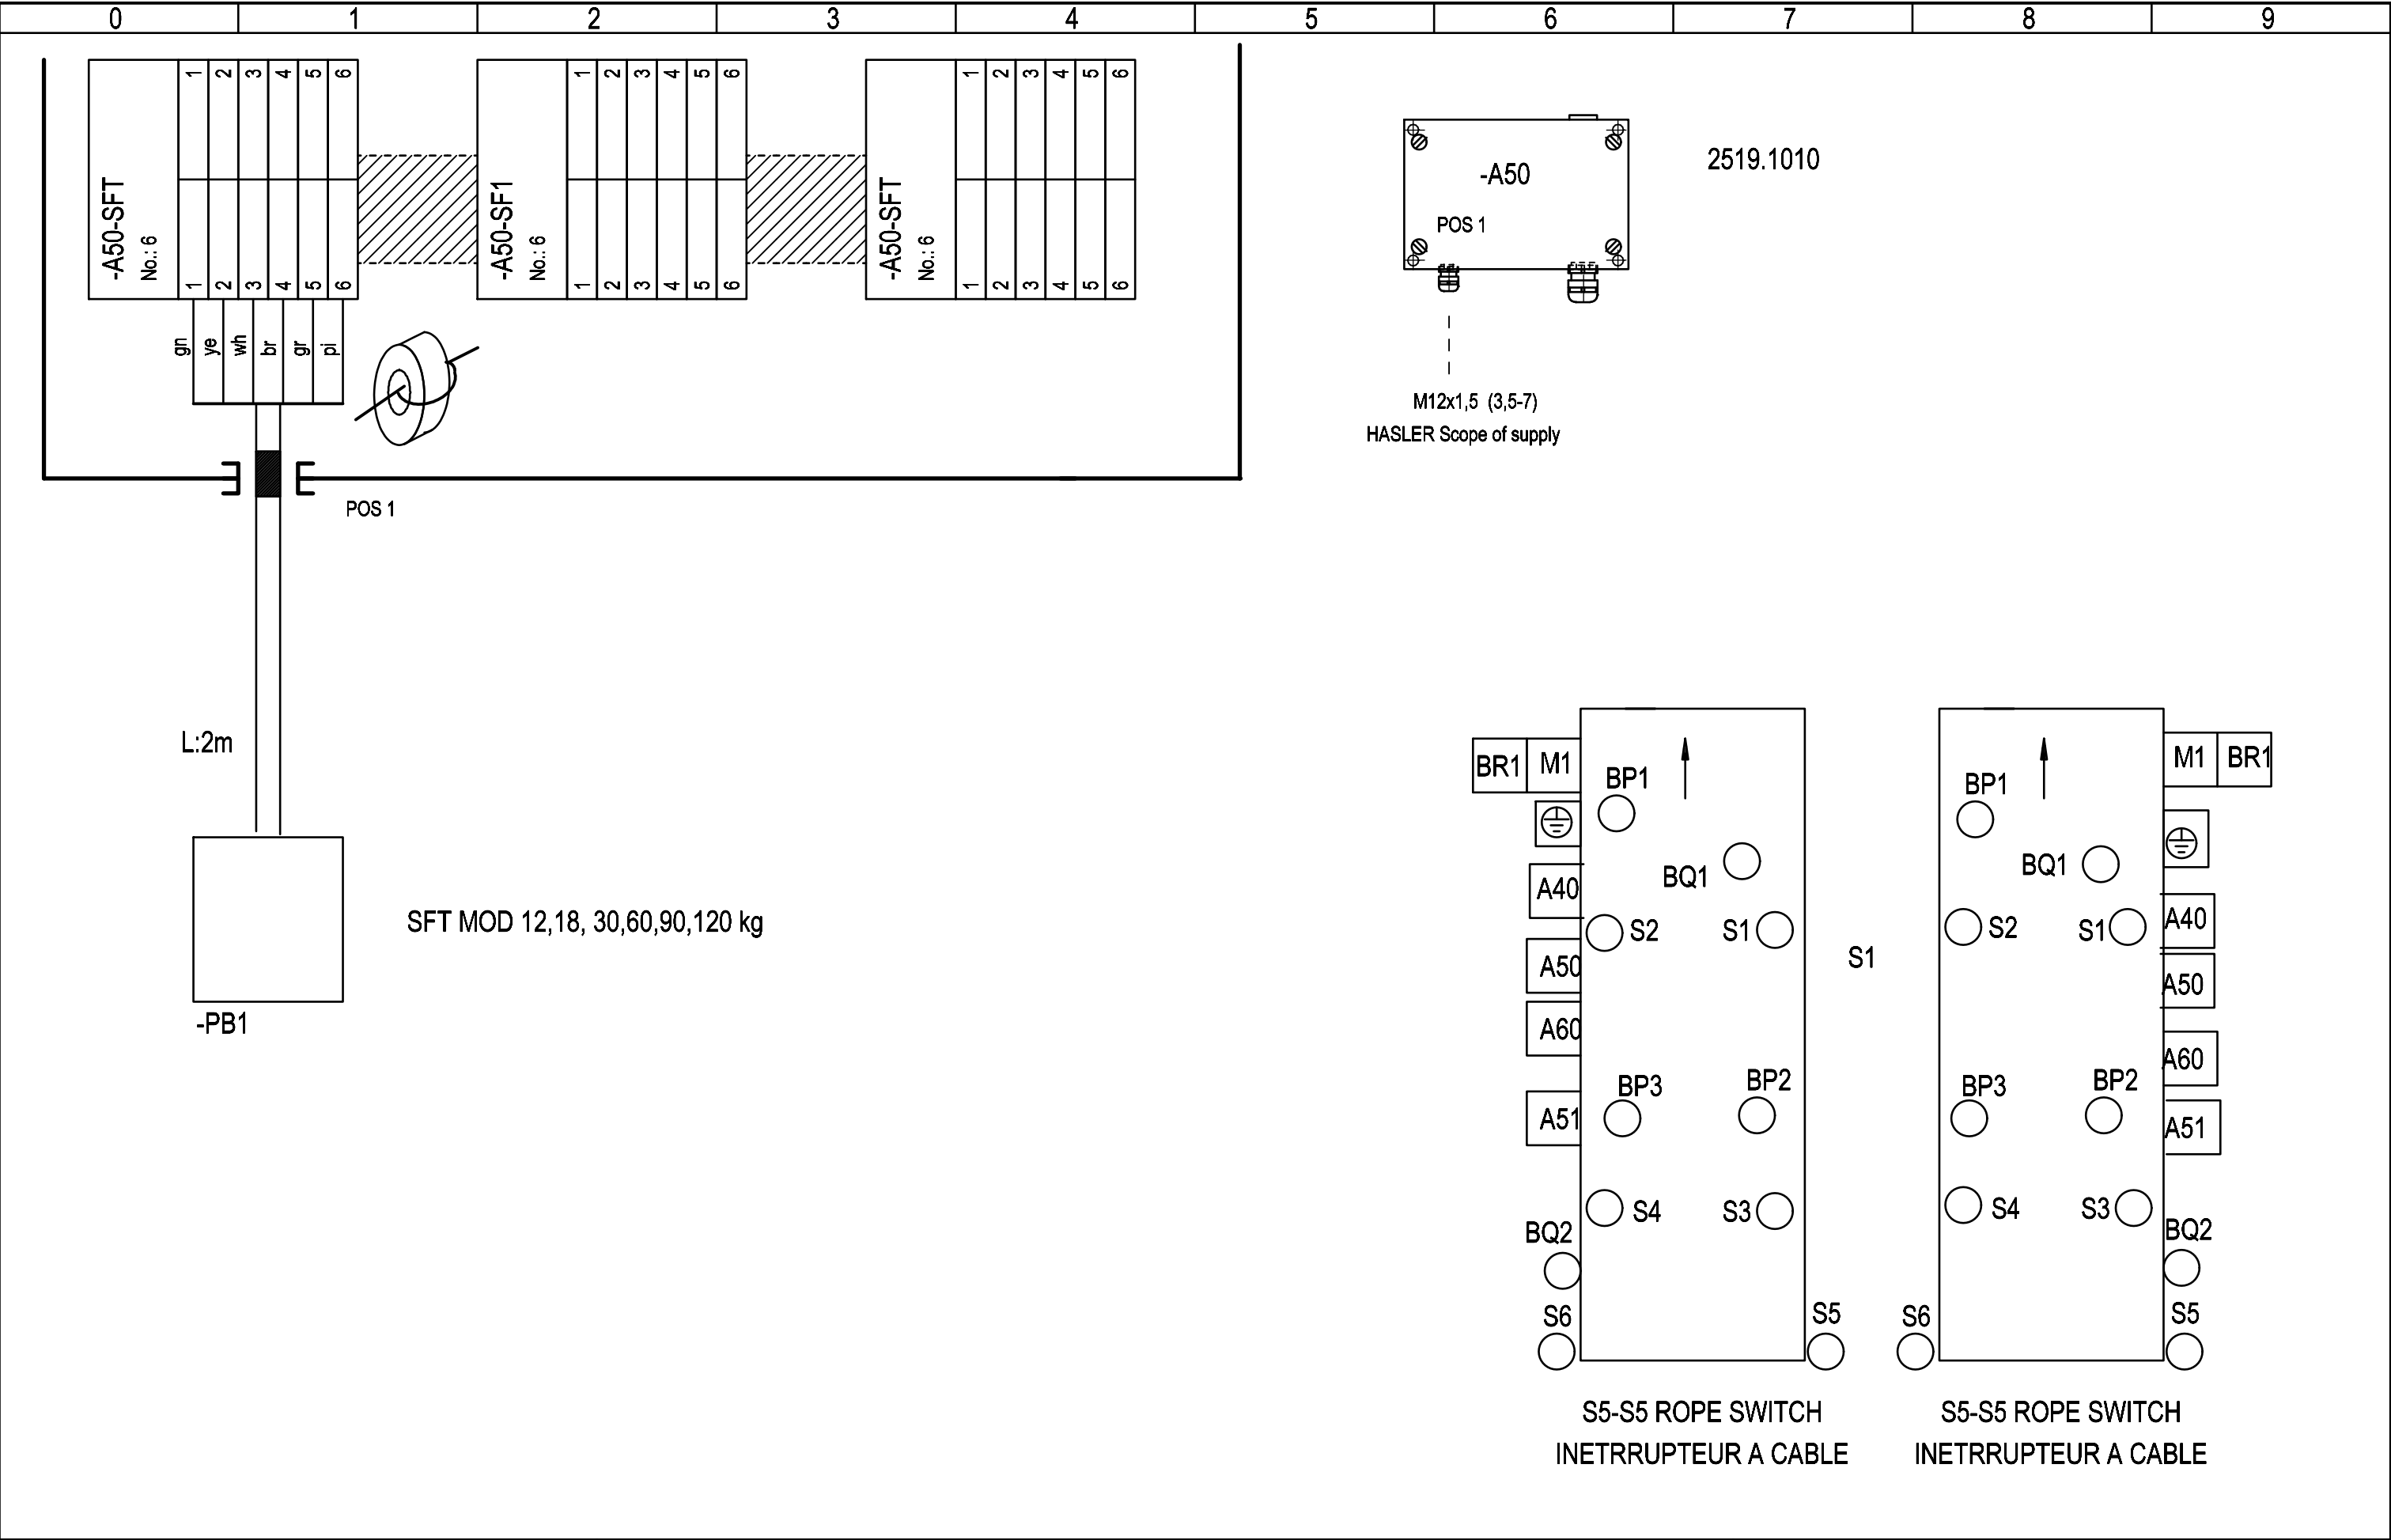 0 1 2 3 4 5 6 7 8 9
-A50-SFT
No.: 6
1 2 3 4 5 6
1 2 3 4 5 6
gn ye wh br gr pi
-A50-SF1
No.: 6
1 2 3 4 5 6
1 2 3 4 5 6
-A50-SFT
No.: 6
1 2 3 4 5 6
1 2 3 4 5 6
POS 1
L:2m
SFT MOD 12,18, 30,60,90,120 kg
-PB1
-A50
POS 1
2519.1010
M12x1,5 (3,5-7)
HASLER Scope of supply
BR1 M1
BP1
BQ1
A40
S2 S1
A50
A60
BP3 BP2
A51
S4 S3
BQ2
S6 S5
S5-S5 ROPE SWITCH
INETRRUPTEUR A CABLE
S1
M1 BR1
BP1
BQ1
S2 S1 A40
A50
A60
BP3 BP2
A51
S4 S3
BQ2
S6 S5
S5-S5 ROPE SWITCH
INETRRUPTEUR A CABLE